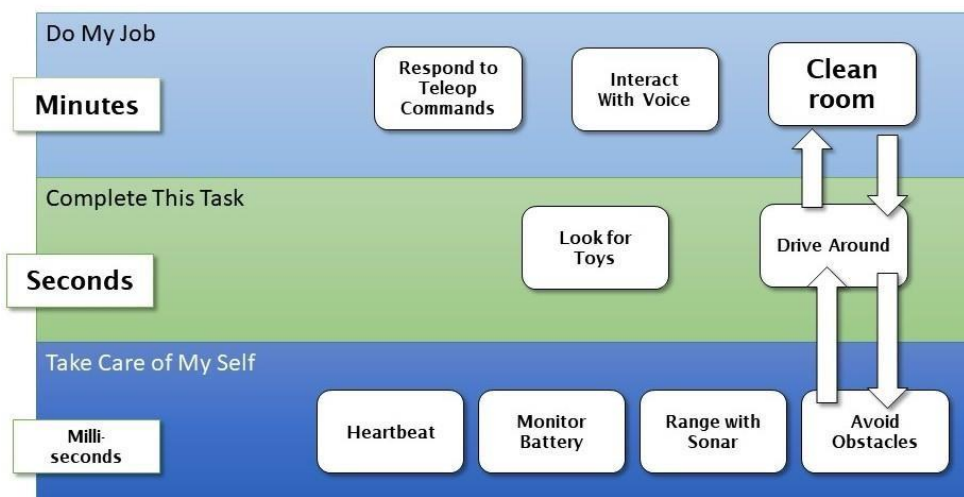 Do My Job
Minutes
Respond to
Teleop
Commands
Interact
With Voice
Clean
room
Complete This Task
Seconds
Look for
Toys
Drive Around
Take Care of My Self
Milli-
seconds
Heartbeat
Monitor
Battery
Range with
Sonar
Avoid
Obstacles